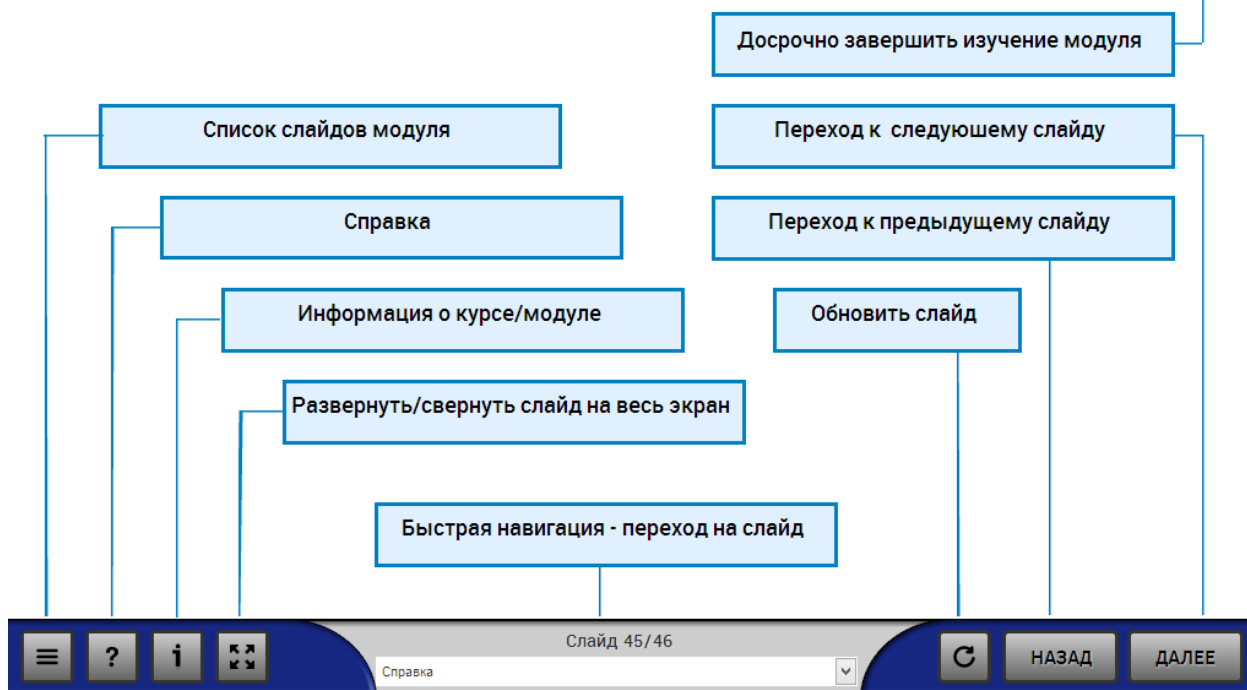 Досрочно завершить изучение модуля
Список слайдов модуля
Переход к следуюшему слайду
Справка
Переход к предыдущему слайду
Информация о курсе/модуле
Обновить слайд
Развернуть/свернуть слайд на весь экран
Быстрая навигация - переход на слайд
Слайд 45/46
? i
НАЗАД
ДАЛЕЕ
Справка